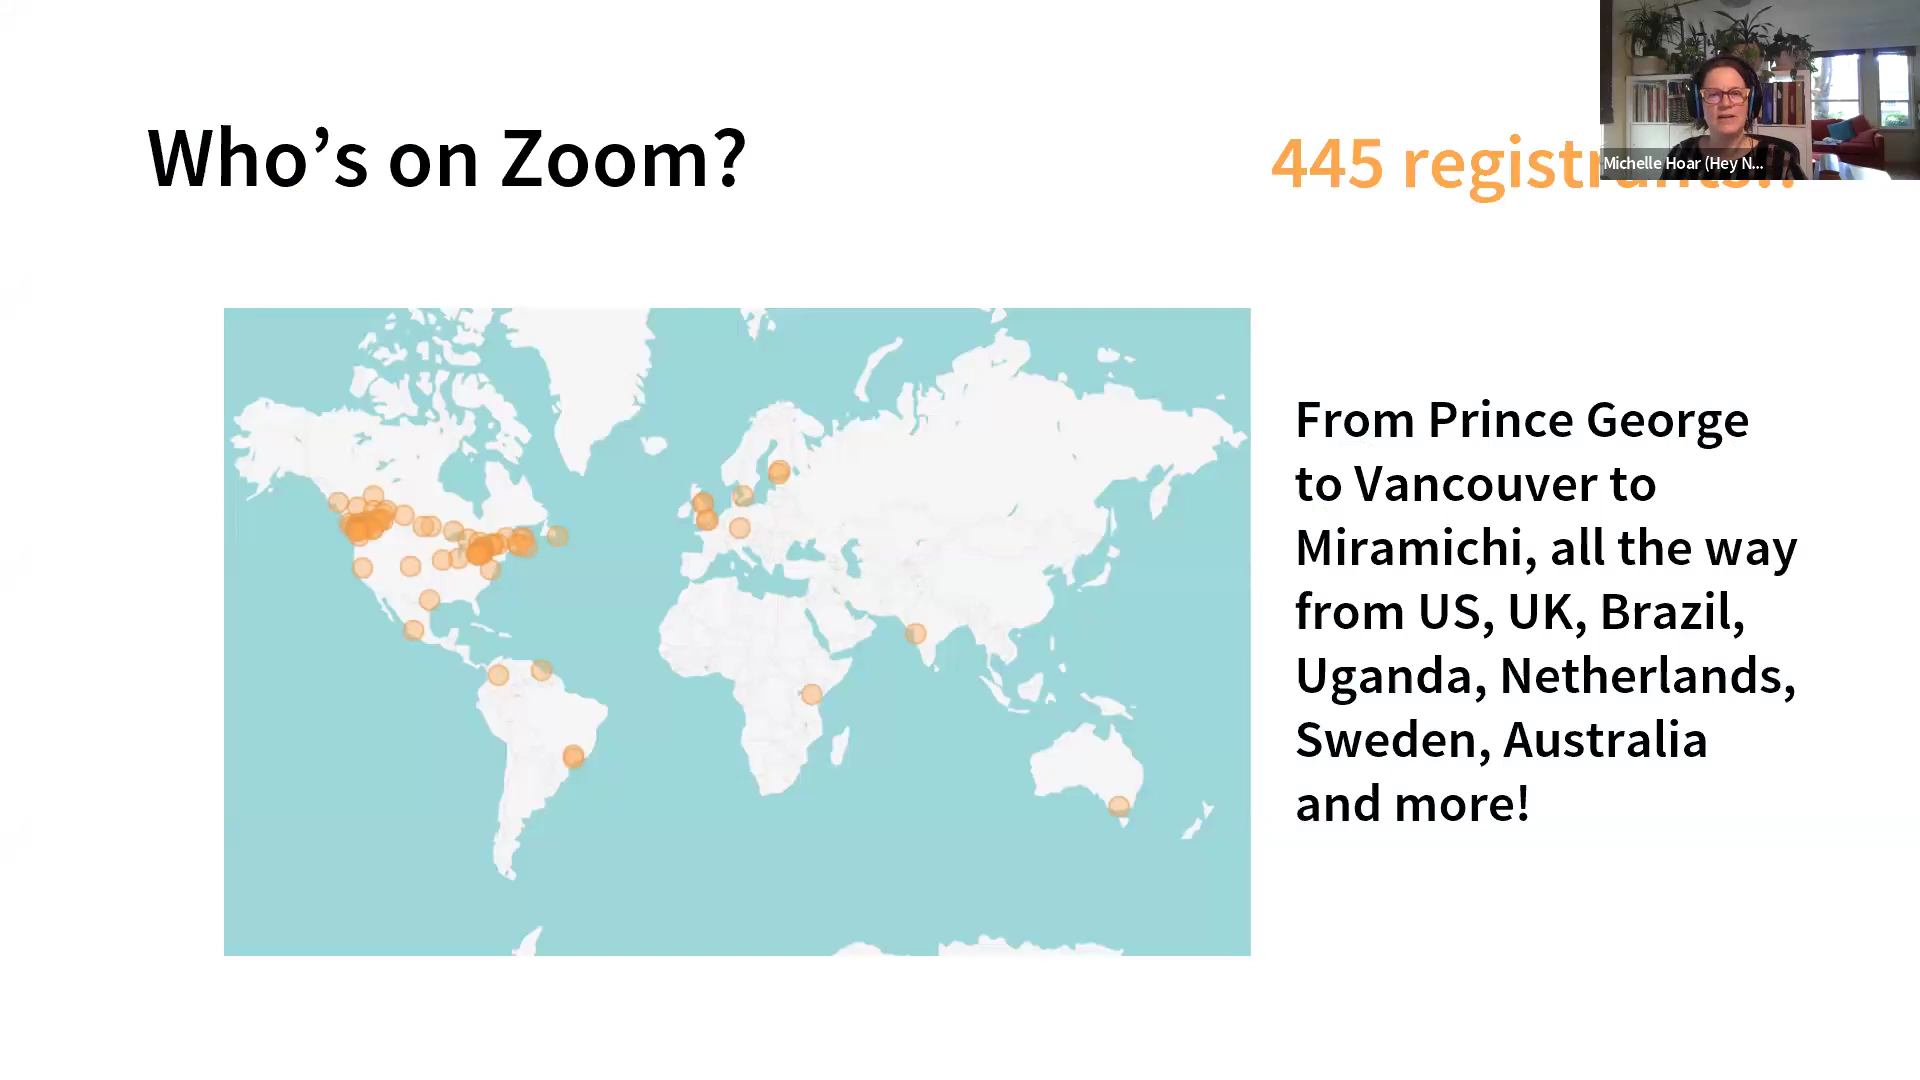 Who’s on Zoom?
445
Michelle Hoar (Hey N...
From Prince George
to Vancouver to
Miramichi, all the way
from US, UK, Brazil,
Uganda, Netherlands,
Sweden, Australia
and more!